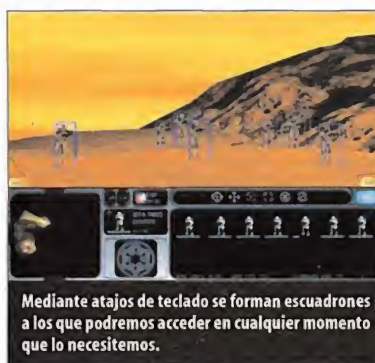 Mediante atajos de teclado se forman escuadrones
a los que podremos acceder en cualquier momento
que lo necesitemos.